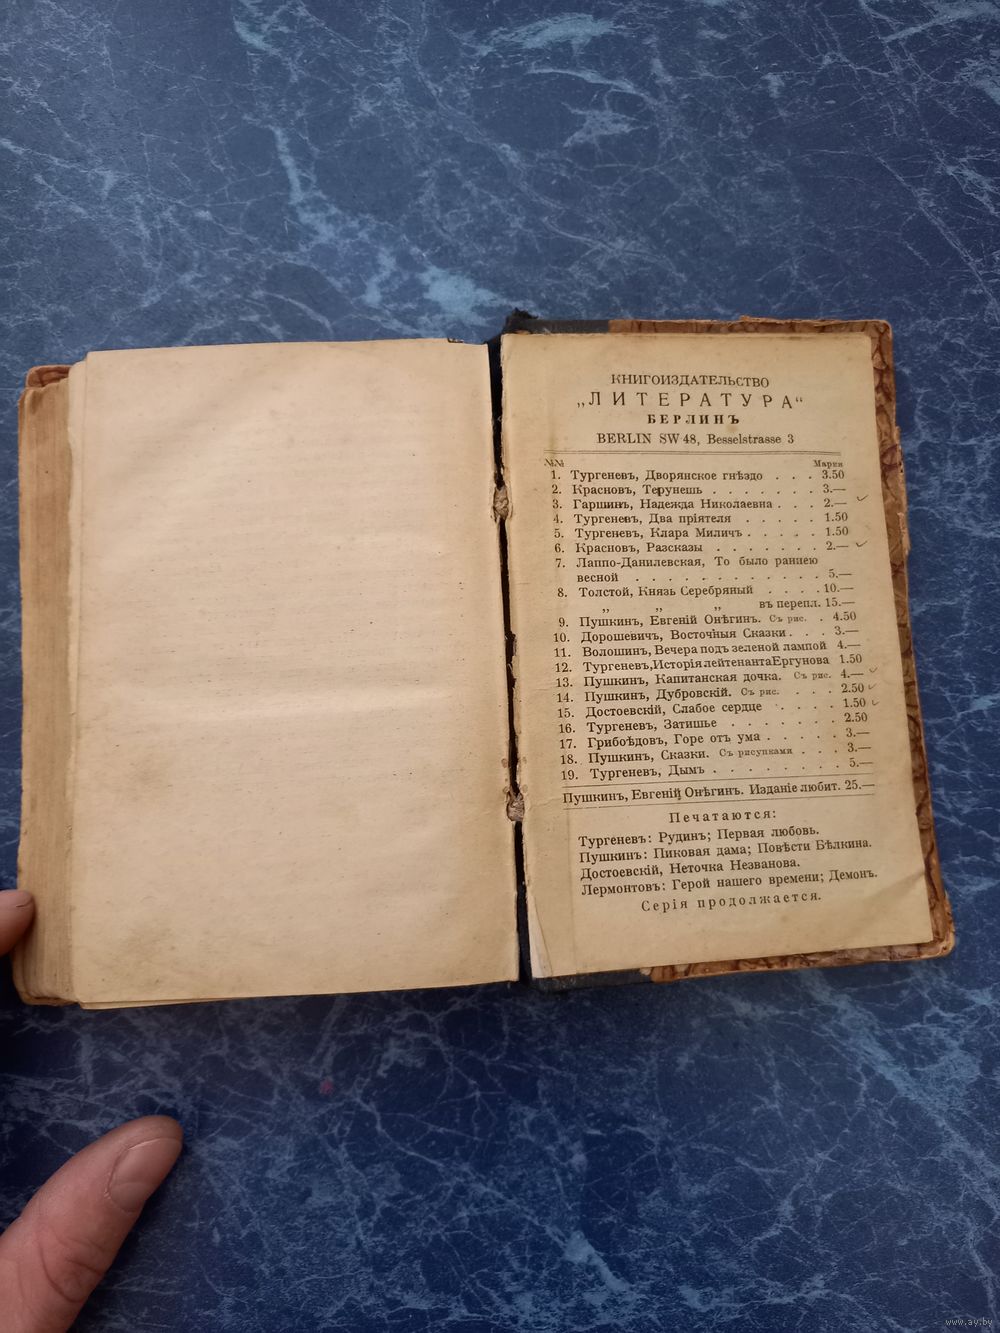 КНИГОИЗДАТЕЛЬСТВО
„ЛИТЕРАТУРА“
БЕРЛИНЪ
BERLIN SW 48, Besselstrasse 3
№№ Марки
1. Тургеневъ, Дворянское гнѣздо . . . 3.50
2. Красновъ, Терунешь . . . . . . . 3.—
3. Гаршинъ, Надежда Николаевна . . . 2.—
4. Тургеневъ, Два пріятеля . . . . . 1.50
5. Тургеневъ, Клара Миличъ . . . . . 1.50
6. Красновъ, Разсказы . . . . . . . 2.—
7. Лаппо-Данилевская, То было раннею
весной . . . . . . . . . . . . 5.—
8. Толстой, Князь Серебряный . . . . 10.—
„ „ „ въ перепл. 15.—
9. Пушкинъ, Евгеній Онѣгинъ. Съ рис. . 4.50
10. Дорошевичъ, Восточныя Сказки . . . 3.—
11. Волошинъ, Вечера подъ зеленой лампой 4.—
12. Тургеневъ, Исторія лейтенанта Ергунова 1.50
13. Пушкинъ, Капитанская дочка. Съ рис. 4.—
14. Пушкинъ, Дубровскій. Съ рис. . . . 2.50
15. Достоевскій, Слабое сердце . . . . . 1.50
16. Тургеневъ, Затишье . . . . . . . 2.50
17. Грибоѣдовъ, Горе отъ ума . . . . . 3.—
18. Пушкинъ, Сказки. Съ рисунками . . . 3.—
19. Тургеневъ, Дымъ . . . . . . . . 5.—
Пушкинъ, Евгеній Онѣгинъ. Изданіе любит. 25.—
Печатаются:
Тургеневъ: Рудинъ; Первая любовь.
Пушкинъ: Пиковая дама; Повѣсти Бѣлкина.
Достоевскій, Неточка Незванова.
Лермонтовъ: Герой нашего времени; Демонъ.
Серія продолжается.
www.ay.by